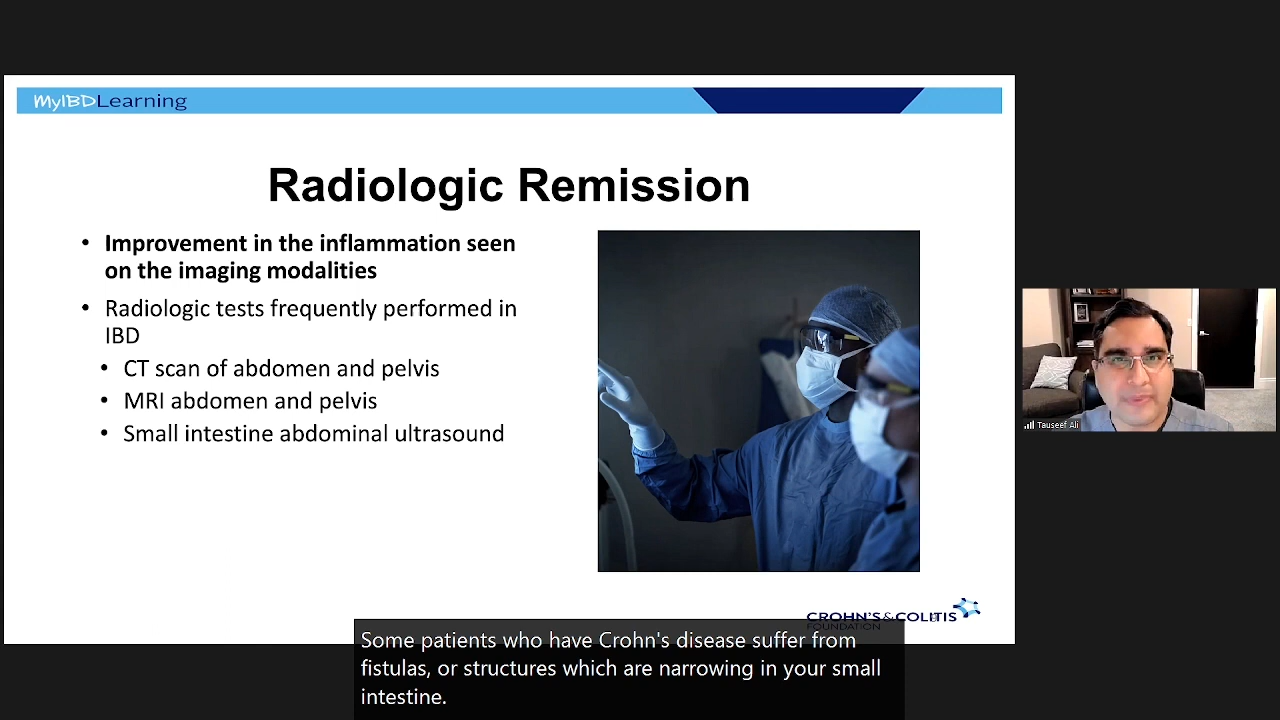 MyIBDLearning
Radiologic Remission
• Improvement in the inflammation seen
on the imaging modalities
• Radiologic tests frequently performed in
IBD
• CT scan of abdomen and pelvis
• MRI abdomen and pelvis
• Small intestine abdominal ultrasound
Tauseef Ali
CROHN'S & COLITIS
FOUNDATION
Some patients who have Crohn's disease suffer from
fistulas, or structures which are narrowing in your small
intestine.